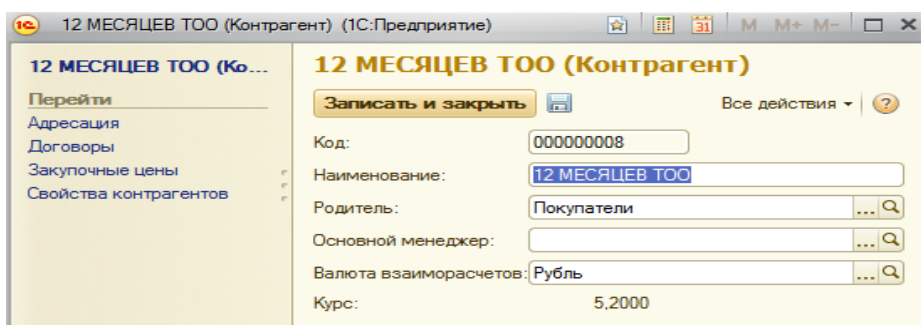 12 МЕСЯЦЕВ ТОО (Контрагент) (1С:Предприятие)
M M+ M-
12 МЕСЯЦЕВ ТОО (Ко...
Перейти
Адресация
Договоры
Закупочные цены
Свойства контрагентов
12 МЕСЯЦЕВ ТОО (Контрагент)
Записать и закрыть
Все действия
Код: 000000008
Наименование: 12 МЕСЯЦЕВ ТОО
Родитель: Покупатели ...
Основной менеджер: ...
Валюта взаиморасчетов: Рубль ...
Курс: 5,2000